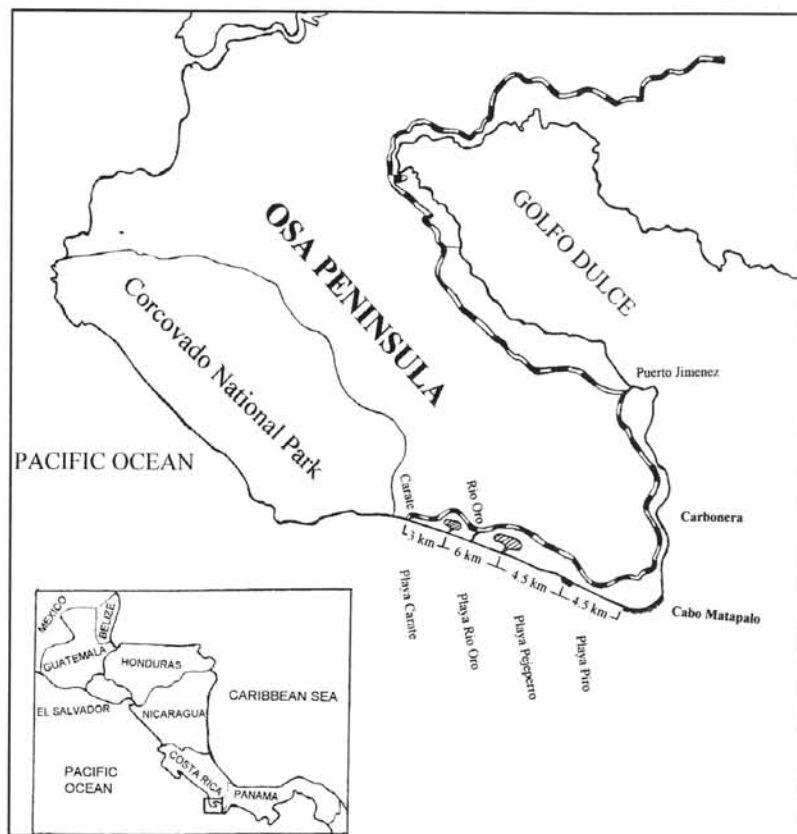 OSA PENINSULA
GOLFO DULCE
Corcovado National Park
Puerto Jimenez
PACIFIC OCEAN
Carate
Rio Oro
Carbonera
3 km
6 km
4.5 km
4.5 km
Cabo Matapalo
Playa Carate
Playa Rio Oro
Playa Pejeperro
Playa Piro
MEXICO
BELIZE
GUATEMALA
HONDURAS
CARIBBEAN SEA
EL SALVADOR
NICARAGUA
COSTA RICA
PACIFIC
OCEAN
PANAMA